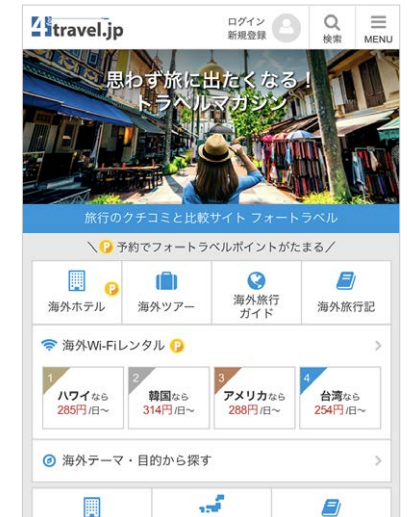 4travel.jp
ログイン
新規登録
検索
MENU
思わず旅に出たくなる!
トラベルマガジン
旅行のクチコミと比較サイト フォートラベル
＼P 予約でフォートラベルポイントがたまる／
P
海外ホテル
海外ツアー
海外旅行
ガイド
海外旅行記
海外Wi-Fiレンタル P
1
ハワイなら
285円/日〜
2
韓国なら
314円/日〜
3
アメリカなら
288円/日〜
4
台湾なら
254円/日〜
海外テーマ・目的から探す